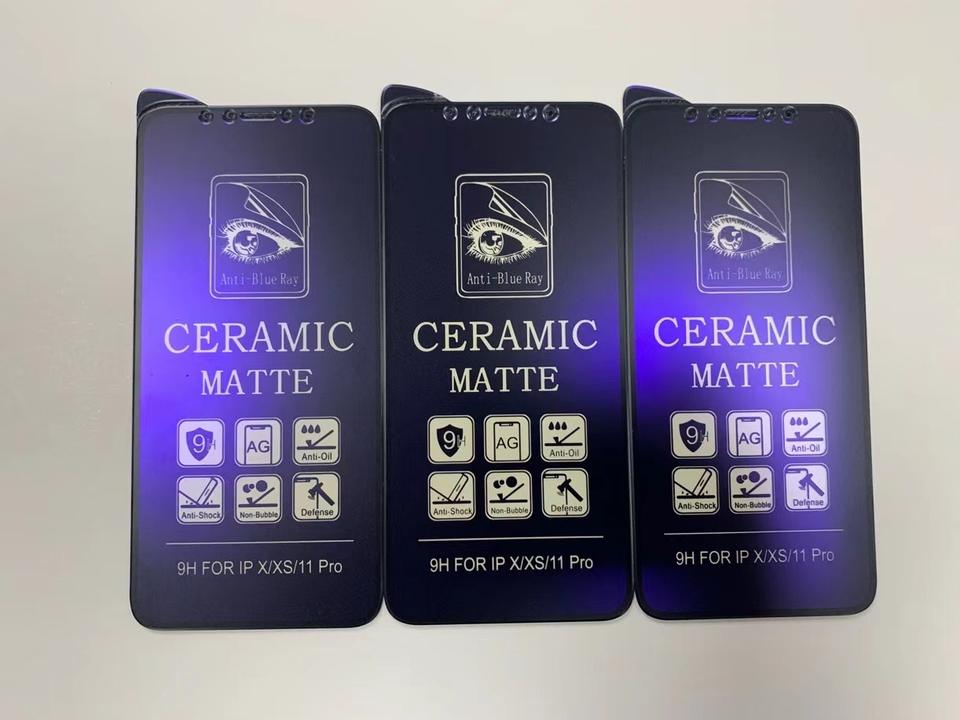 Anti-Blue Ray
CERAMIC
MATTE
9H
AG
Anti-Oil
Anti-Shock
Non-Bubble
Defense
9H FOR IP X/XS/11 Pro
Anti-Blue Ray
CERAMIC
MATTE
9H
AG
Anti-Oil
Anti-Shock
Non-Bubble
Defense
9H FOR IP X/XS/11 Pro
Anti-Blue Ray
CERAMIC
MATTE
9H
AG
Anti-Oil
Anti-Shock
Non-Bubble
Defense
9H FOR IP X/XS/11 Pro